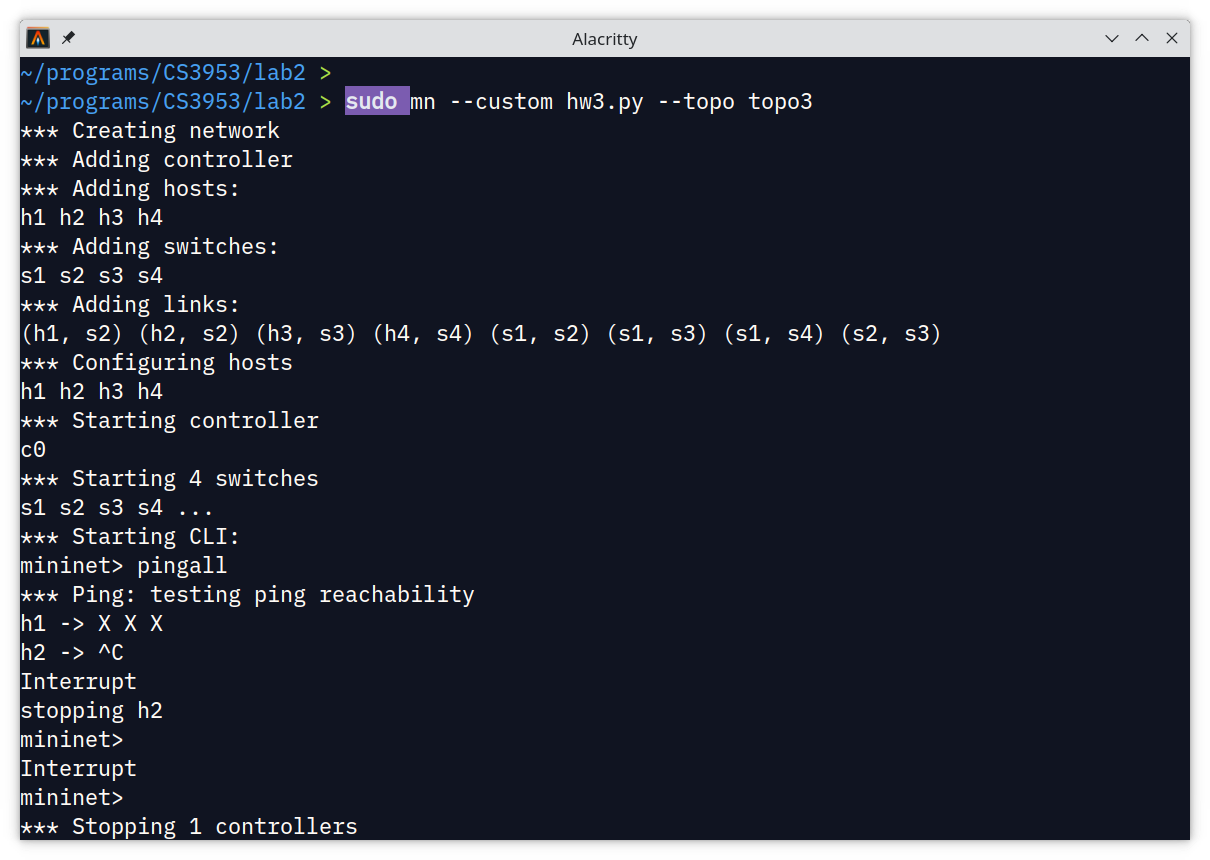 Alacritty
~/programs/CS3953/lab2 >
~/programs/CS3953/lab2 > sudo mn --custom hw3.py --topo topo3
*** Creating network
*** Adding controller
*** Adding hosts:
h1 h2 h3 h4
*** Adding switches:
s1 s2 s3 s4
*** Adding links:
(h1, s2) (h2, s2) (h3, s3) (h4, s4) (s1, s2) (s1, s3) (s1, s4) (s2, s3)
*** Configuring hosts
h1 h2 h3 h4
*** Starting controller
c0
*** Starting 4 switches
s1 s2 s3 s4 ...
*** Starting CLI:
mininet> pingall
*** Ping: testing ping reachability
h1 -> X X X
h2 -> ^C
Interrupt
stopping h2
mininet>
Interrupt
mininet>
*** Stopping 1 controllers